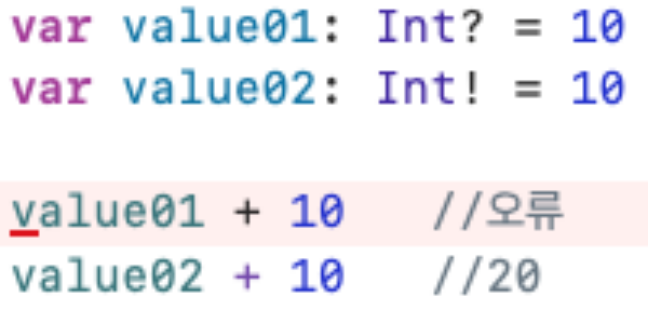 var value01: Int? = 10
var value02: Int! = 10
value01 + 10   //오류
value02 + 10   //20